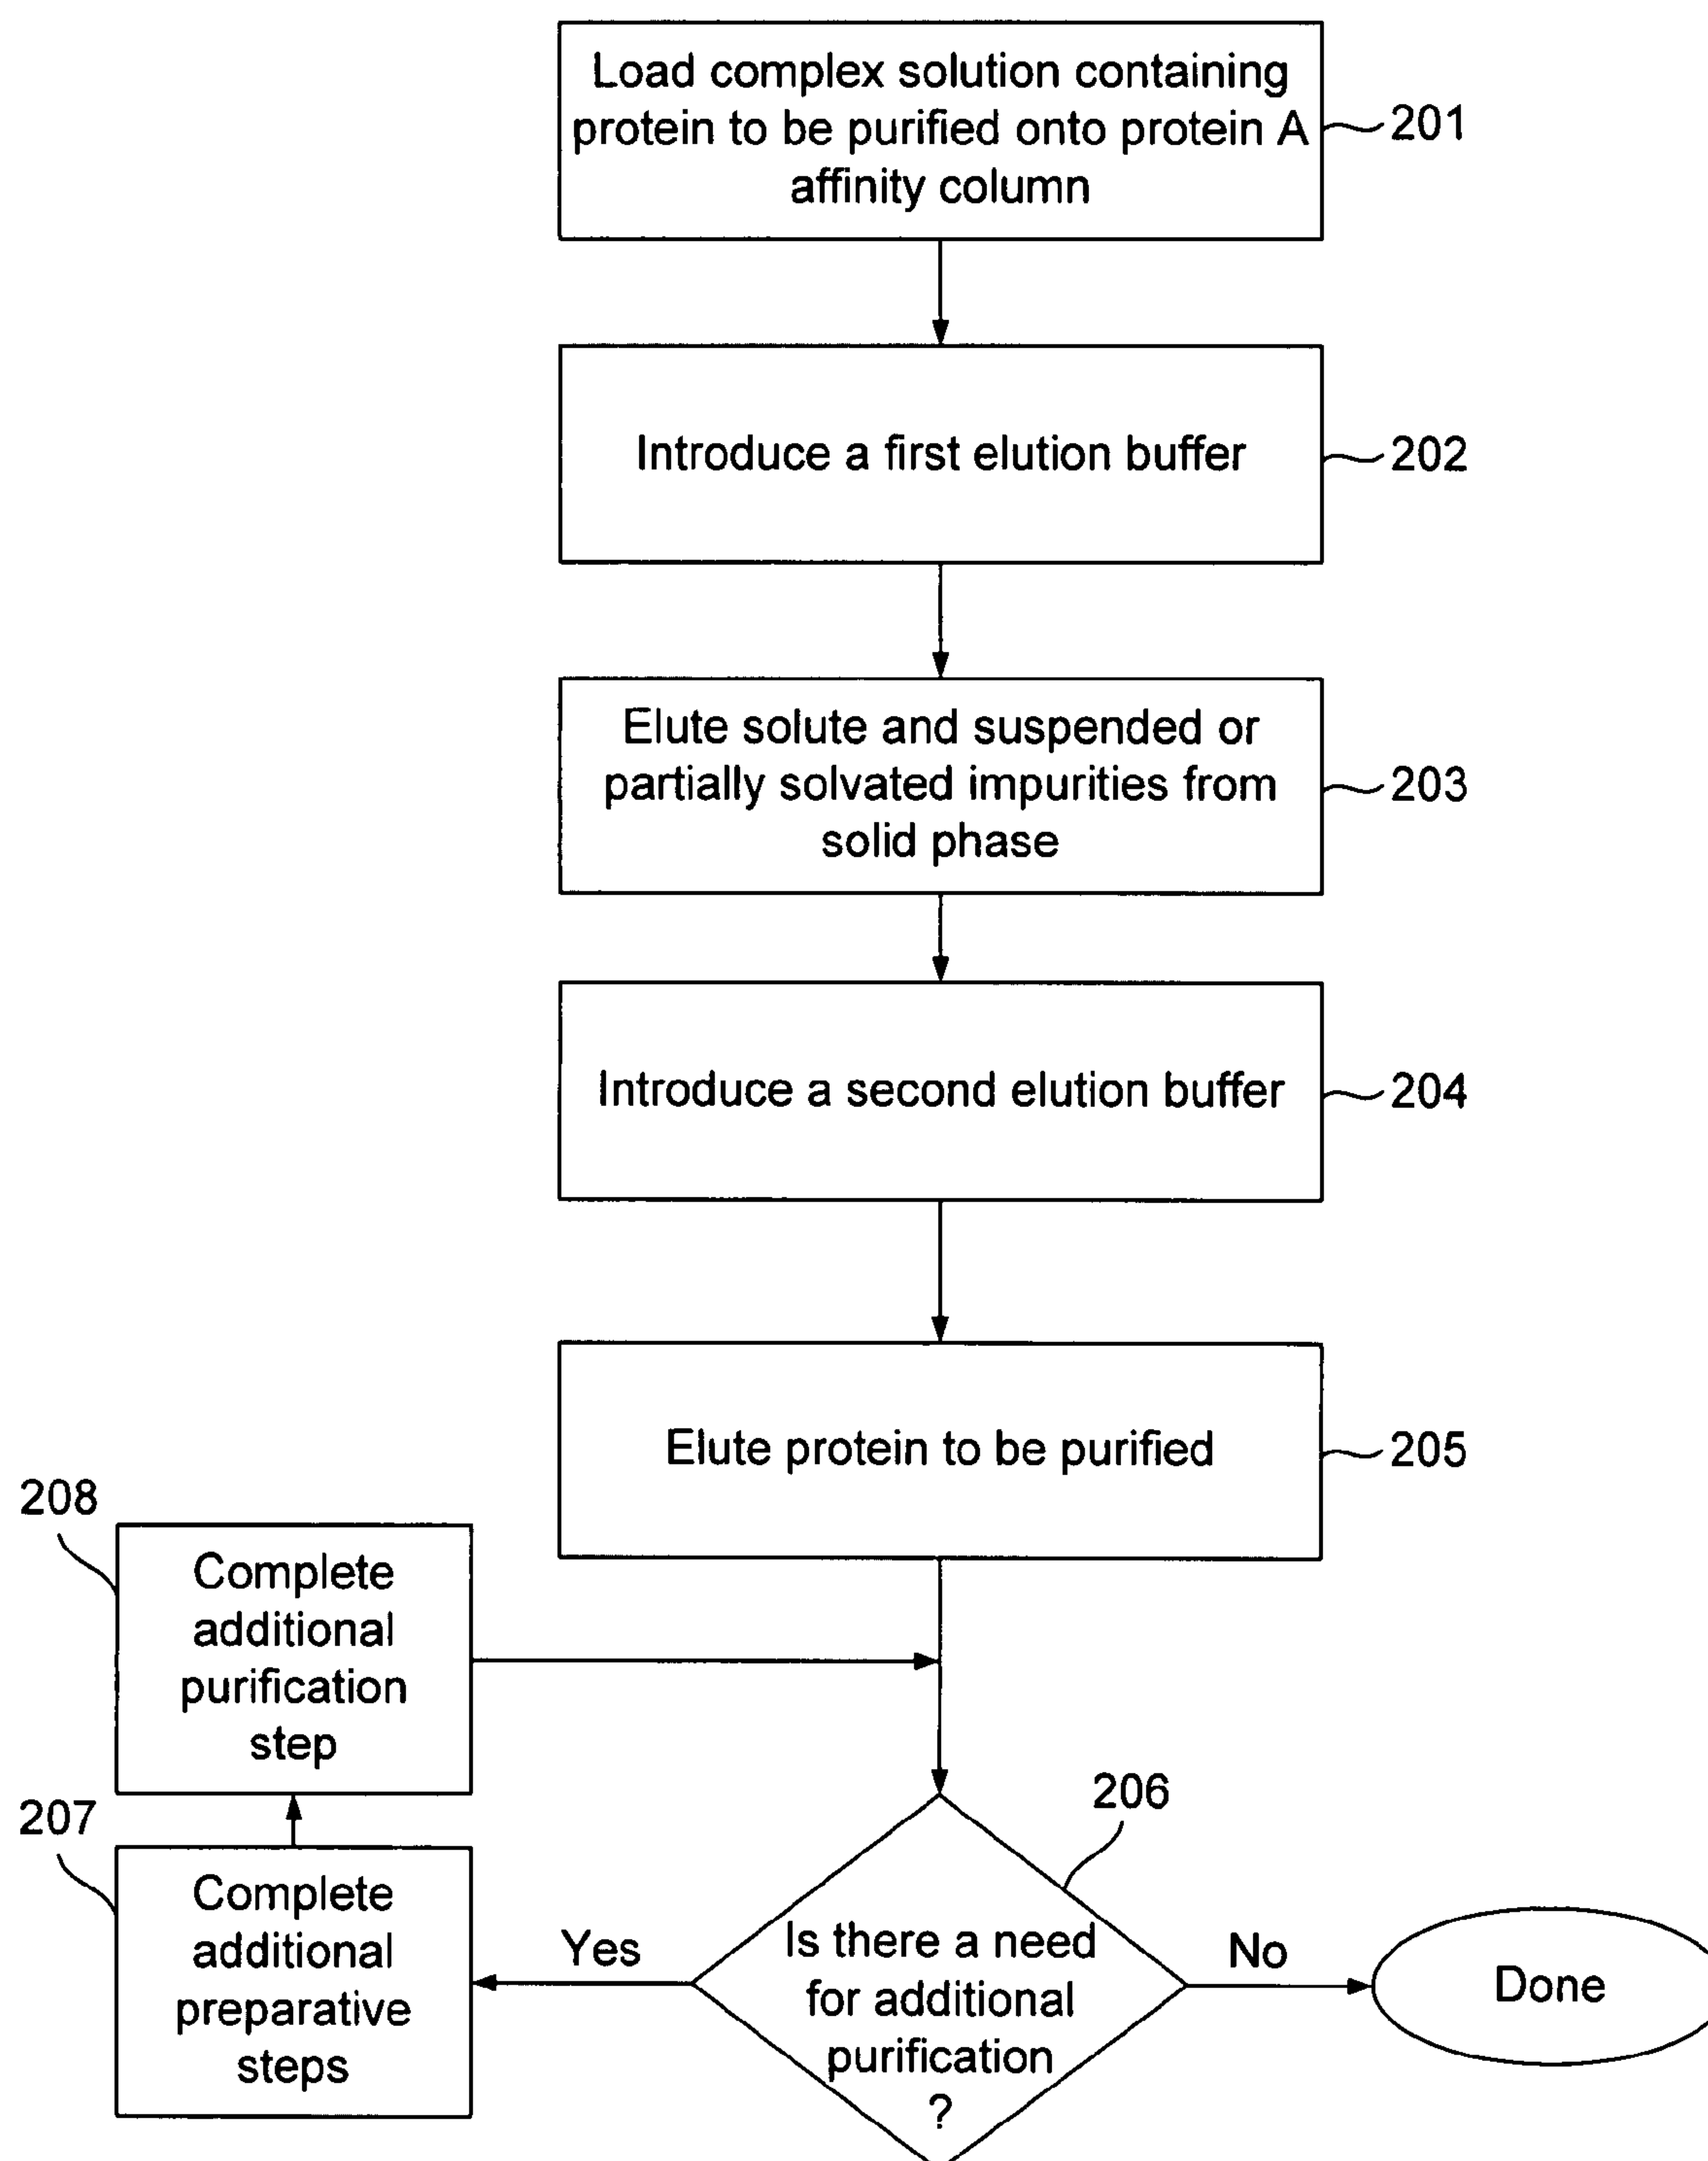 Load complex solution containing
protein to be purified onto protein A
affinity column
201
Introduce a first elution buffer
202
Elute solute and suspended or
partially solvated impurities from
solid phase
203
Introduce a second elution buffer
204
Elute protein to be purified
205
208
Complete
additional
purification
step
207
Complete
additional
preparative
steps
Yes
206
Is there a need
for additional
purification
?
No
Done